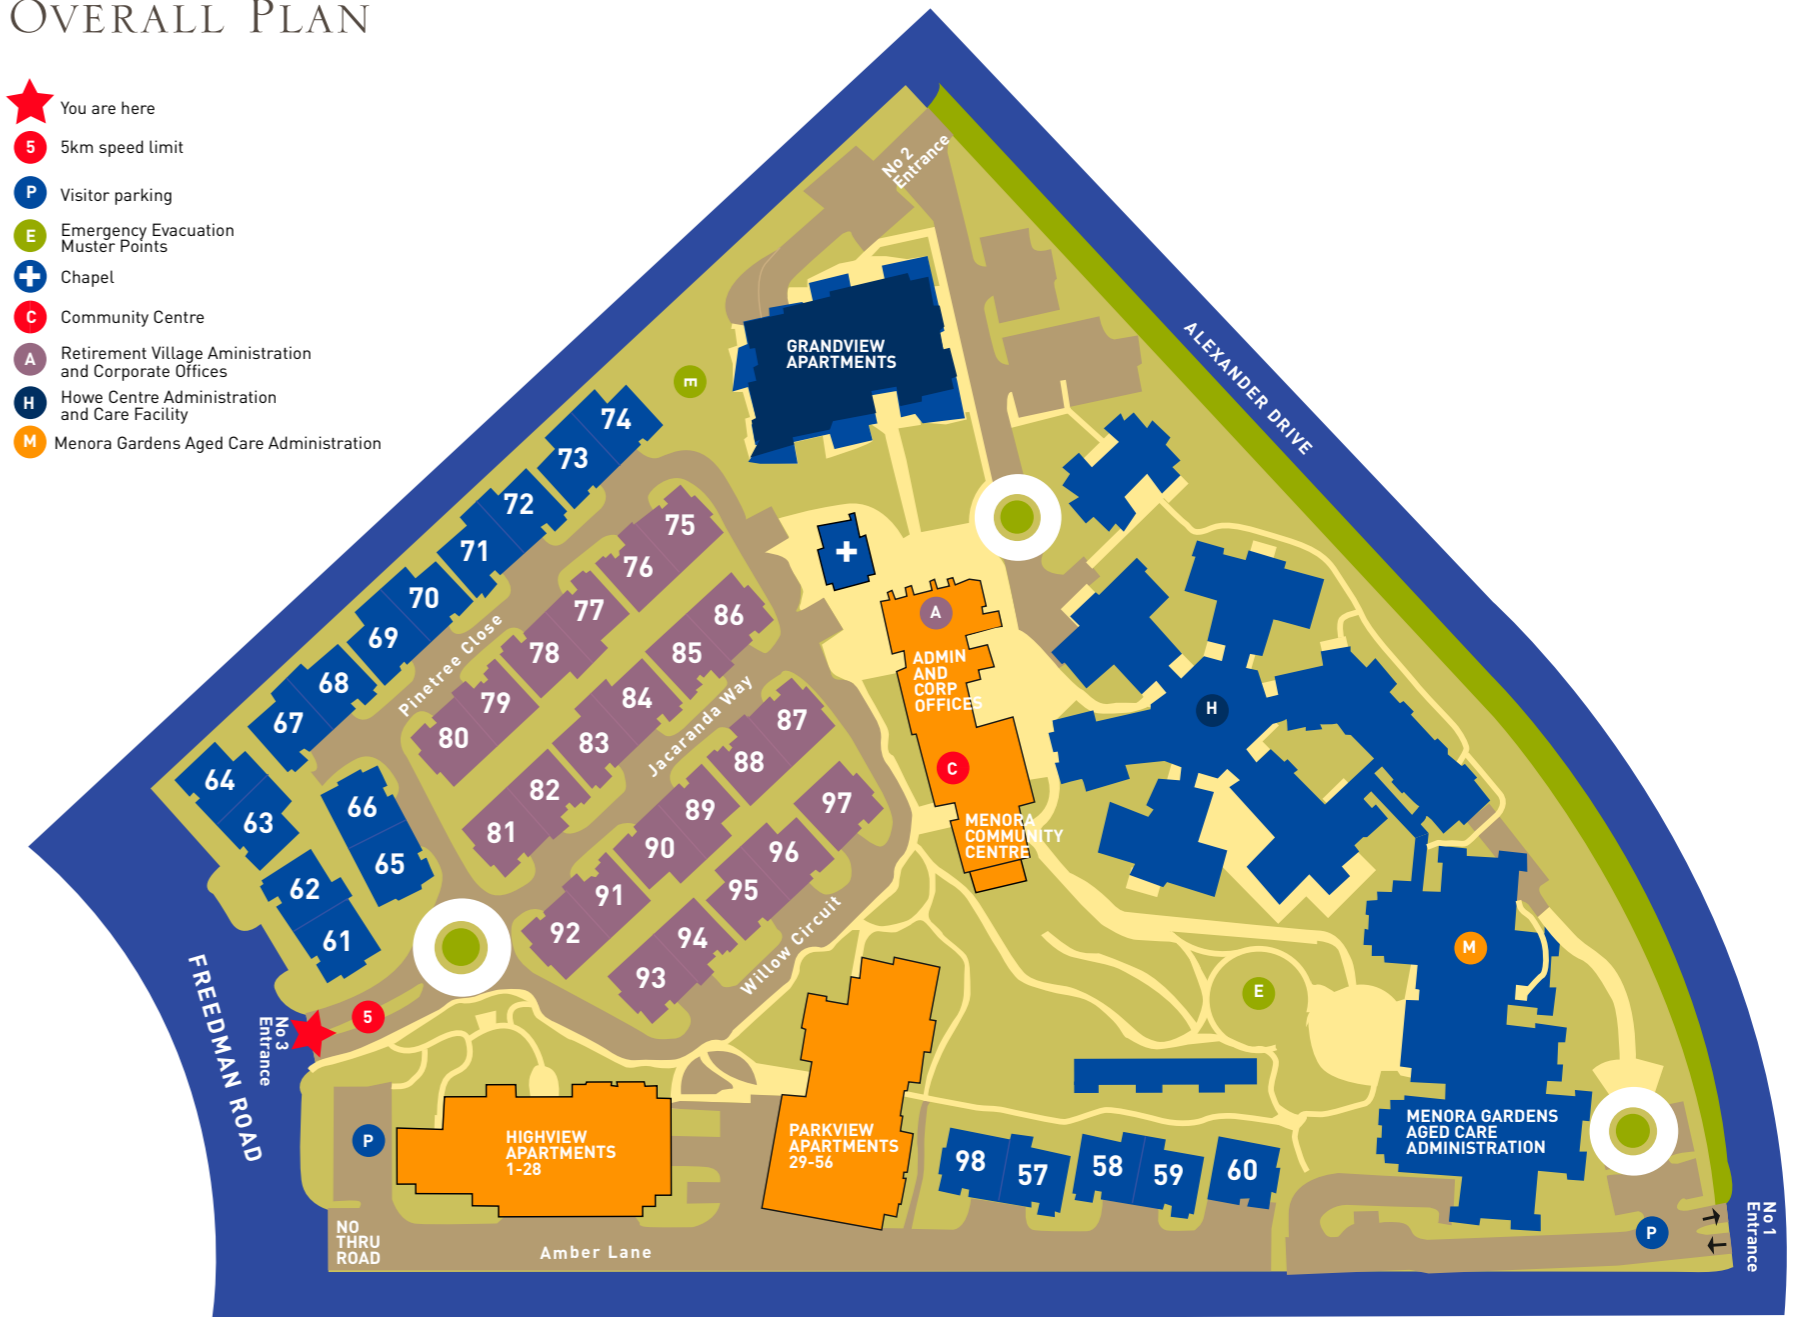 OVERALL PLAN
You are here
5
5km speed limit
P
Visitor parking
E
Emergency Evacuation
Muster Points
Chapel
C
Community Centre
A
Retirement Village Aministration
and Corporate Offices
H
Howe Centre Administration
and Care Facility
M
Menora Gardens Aged Care Administration
No 2
Entrance
ALEXANDER DRIVE
GRANDVIEW
APARTMENTS
E
74
73
72
71
70
69
68
67
64
63
66
65
62
61
Pinetree Close
75
76
77
78
79
80
86
85
84
83
82
81
Jacaranda Way
87
88
89
90
91
92
97
96
95
94
93
Willow Circuit
A
ADMIN
AND
CORP
OFFICES
C
MENORA
COMMUNITY
CENTRE
H
M
E
FREEDMAN ROAD
No 3
Entrance
5
P
HIGHVIEW
APARTMENTS
1-28
PARKVIEW
APARTMENTS
29-56
98
57
58
59
60
MENORA GARDENS
AGED CARE
ADMINISTRATION
NO
THRU
ROAD
Amber Lane
P
No 1
Entrance